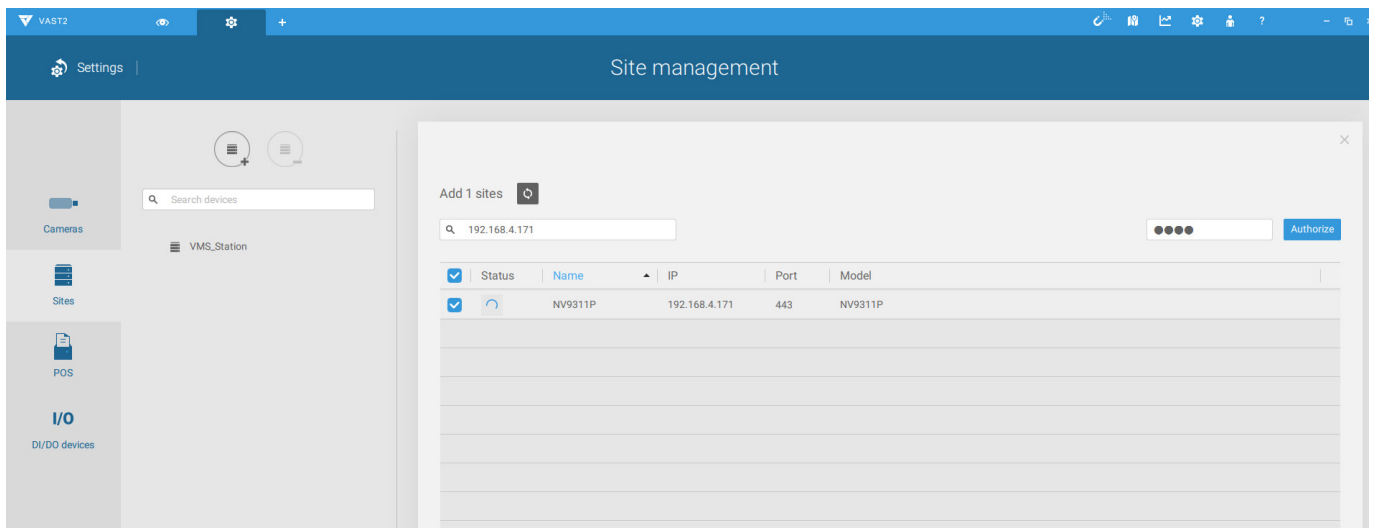 VAST2
+
?
Settings
Site management
Add 1 sites
Search devices
192.168.4.171
Authorize
Cameras
VMS_Station
Status Name IP Port Model
NV9311P 192.168.4.171 443 NV9311P
Sites
POS
I/O
DI/DO devices